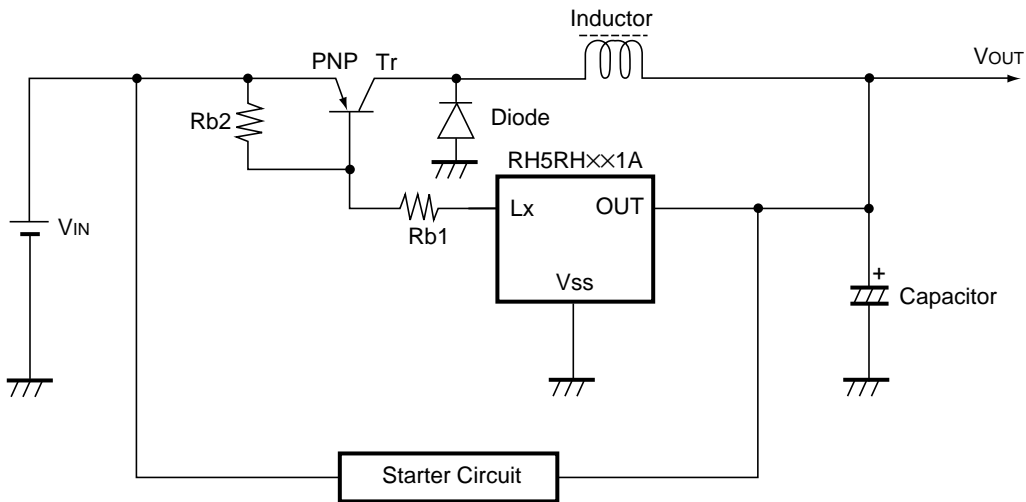 Inductor
PNP Tr
VOUT
Rb2
Diode
RH5RH××1A
Lx
OUT
VIN
Rb1
Vss
+
Capacitor
Starter Circuit